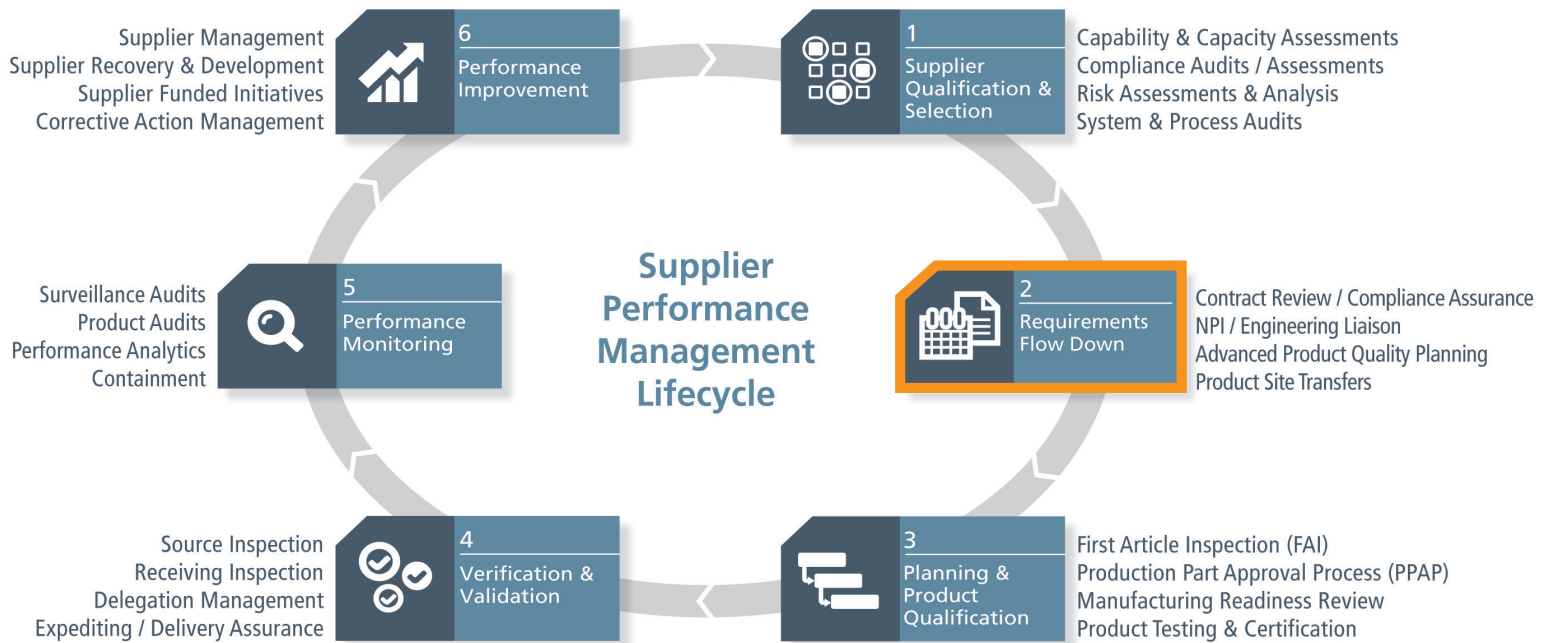 Supplier Performance Management Lifecycle
1
Supplier
Qualification &
Selection
Capability & Capacity Assessments
Compliance Audits / Assessments
Risk Assessments & Analysis
System & Process Audits
2
Requirements
Flow Down
Contract Review / Compliance Assurance
NPI / Engineering Liaison
Advanced Product Quality Planning
Product Site Transfers
3
Planning &
Product
Qualification
First Article Inspection (FAI)
Production Part Approval Process (PPAP)
Manufacturing Readiness Review
Product Testing & Certification
4
Verification &
Validation
Source Inspection
Receiving Inspection
Delegation Management
Expediting / Delivery Assurance
5
Performance
Monitoring
Surveillance Audits
Product Audits
Performance Analytics
Containment
6
Performance
Improvement
Supplier Management
Supplier Recovery & Development
Supplier Funded Initiatives
Corrective Action Management